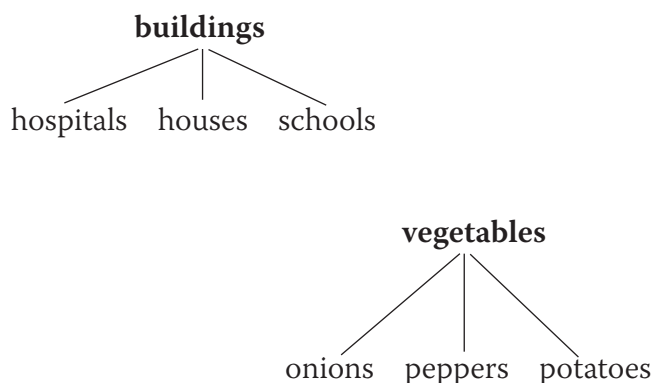 buildings
hospitals houses schools
vegetables
onions peppers potatoes